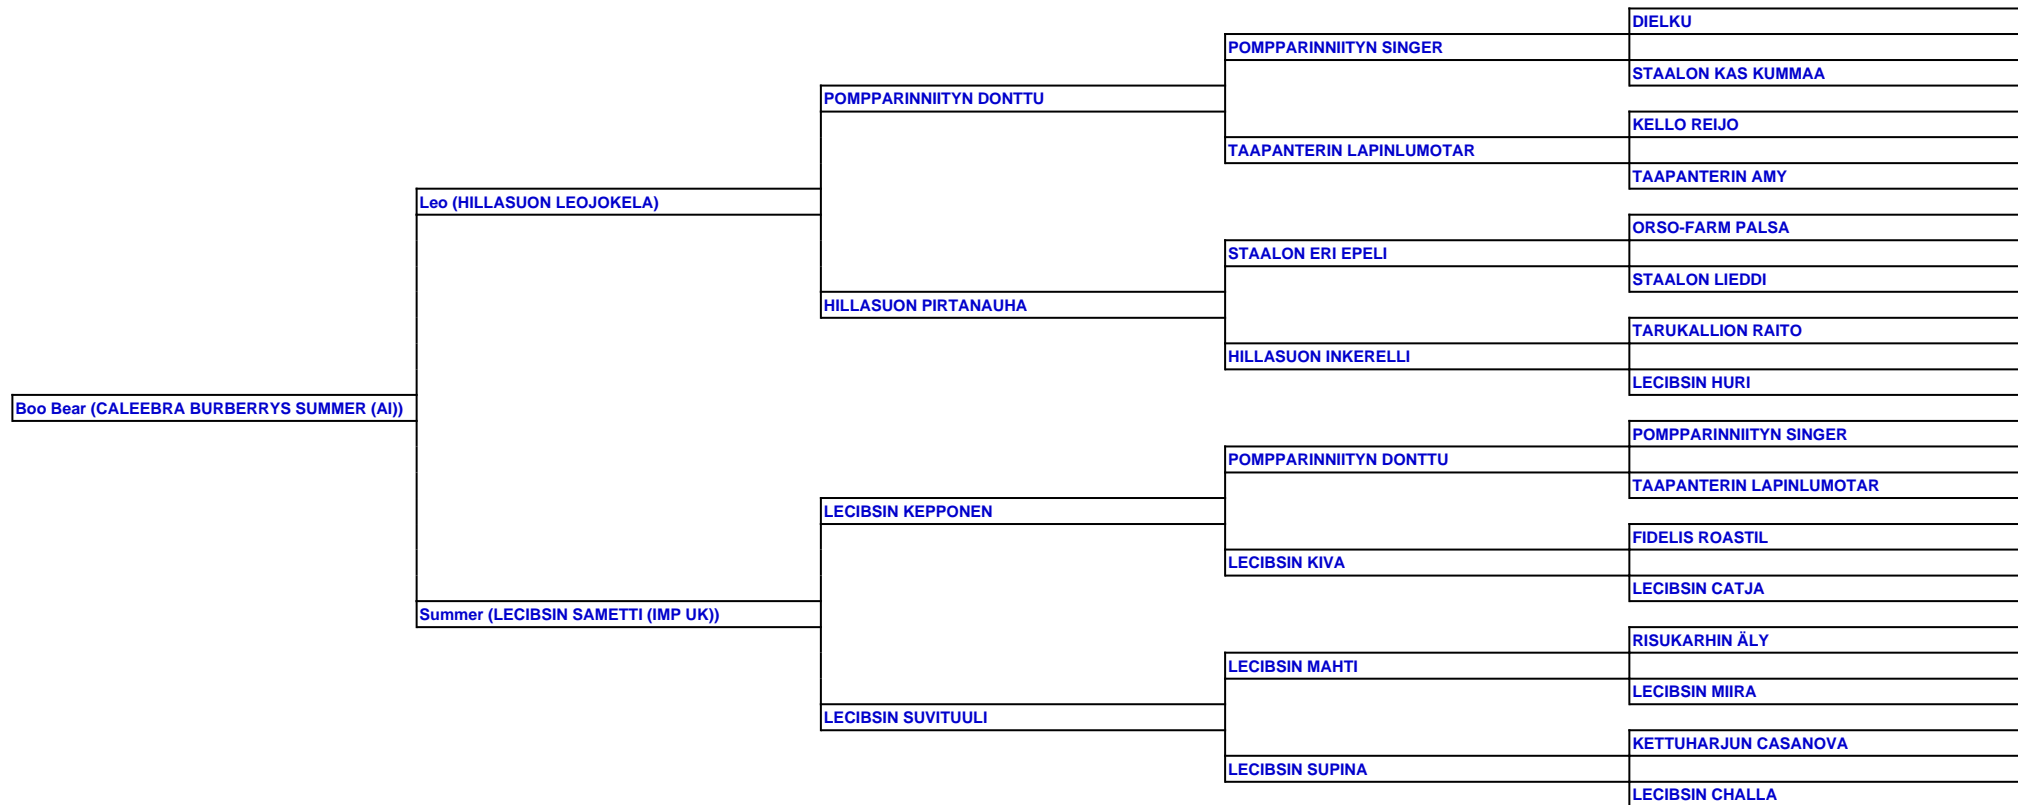 DIELKU
POMPPARINNIITYN SINGER
STAALON KAS KUMMAA
POMPPARINNIITYN DONTTU
KELLO REIJO
TAAPANTERIN LAPINLUMOTAR
TAAPANTERIN AMY
Leo (HILLASUON LEOJOKELA)
ORSO-FARM PALSA
STAALON ERI EPELI
STAALON LIEDDI
HILLASUON PIRTANAUHA
TARUKALLION RAITO
HILLASUON INKERELLI
LECIBSIN HURI
Boo Bear (CALEEBRA BURBERRYS SUMMER (AI))
POMPPARINNIITYN SINGER
POMPPARINNIITYN DONTTU
TAAPANTERIN LAPINLUMOTAR
LECIBSIN KEPPONEN
FIDELIS ROASTIL
LECIBSIN KIVA
LECIBSIN CATJA
Summer (LECIBSIN SAMETTI (IMP UK))
RISUKARHIN ÄLY
LECIBSIN MAHTI
LECIBSIN MIIRA
LECIBSIN SUVITUULI
KETTUHARJUN CASANOVA
LECIBSIN SUPINA
LECIBSIN CHALLA